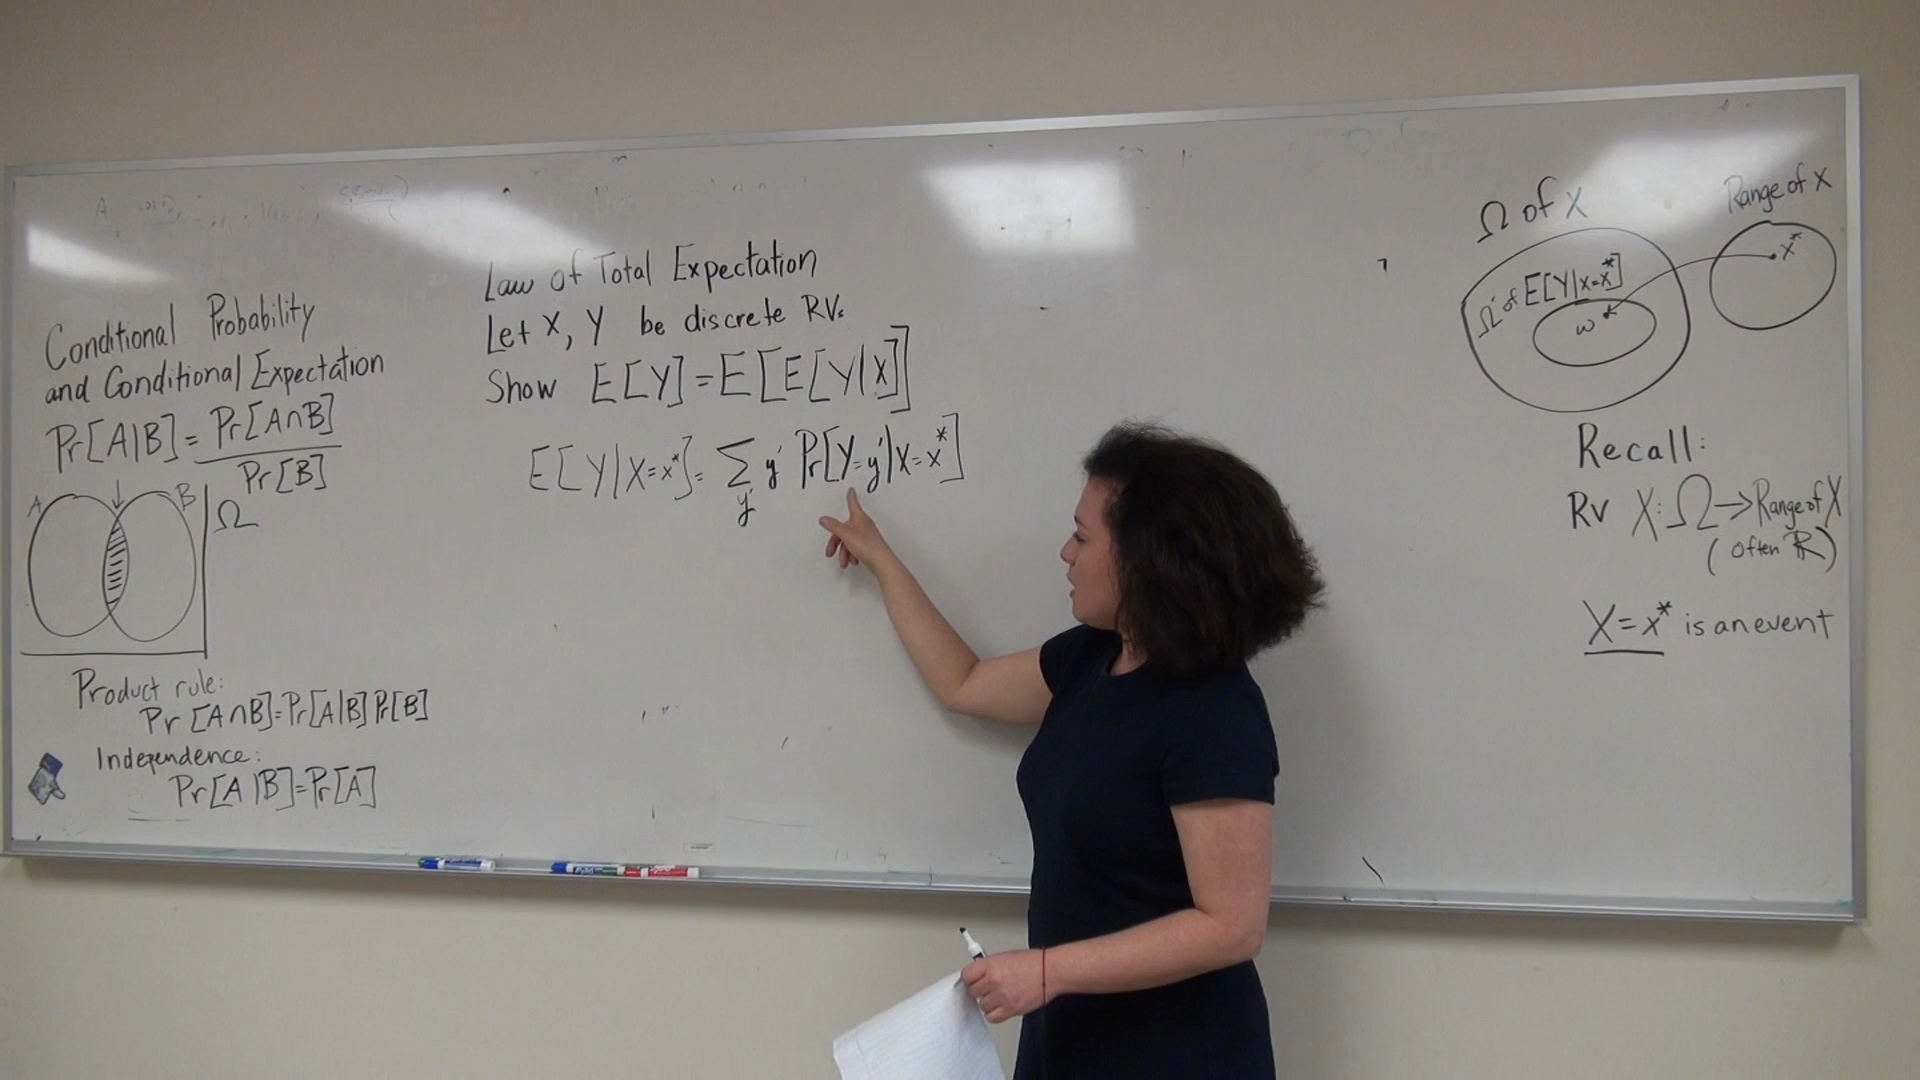 Conditional Probability
and Conditional Expectation
Pr[A|B] = Pr[A∩B]
Pr[B]
A B Ω
Product rule:
Pr[A∩B]=Pr[A|B]Pr[B]
Independence:
Pr[A|B]=Pr[A]
Law of Total Expectation
Let X, Y be discrete RVs.
Show E[Y]=E[E[Y|X]]
E[Y|X=x*]= ∑ y' Pr[Y=y'|X=x*]
y'
Ω of X
Range of X
Ω' of E[Y|X=x*]
x*
ω
Recall:
RV X: Ω → Range of X
(Often ℝ)
X=x* is an event